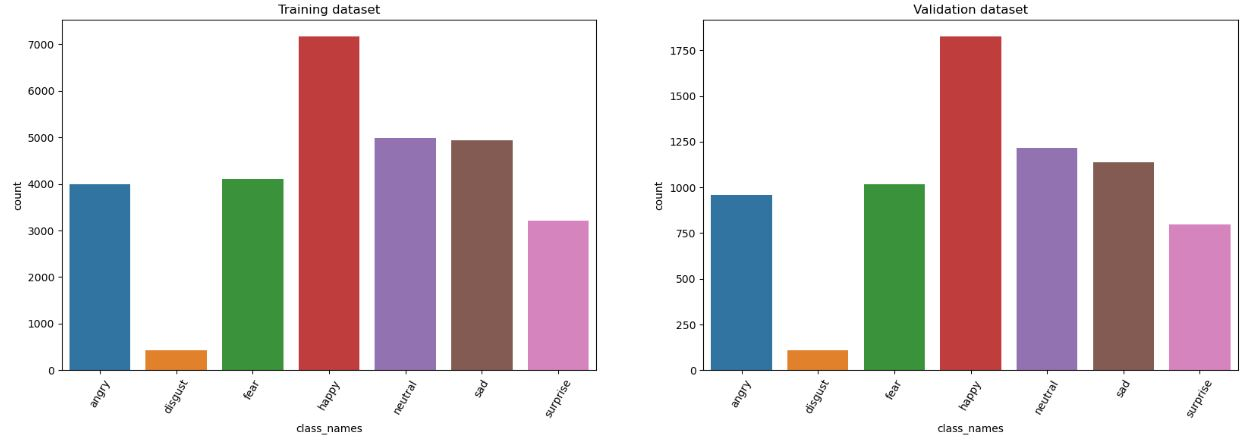 Training dataset
7000
6000
5000
4000
3000
2000
1000
0
count
angry
disgust
fear
happy
neutral
sad
surprise
class_names
Validation dataset
1750
1500
1250
1000
750
500
250
0
count
angry
disgust
fear
happy
neutral
sad
surprise
class_names